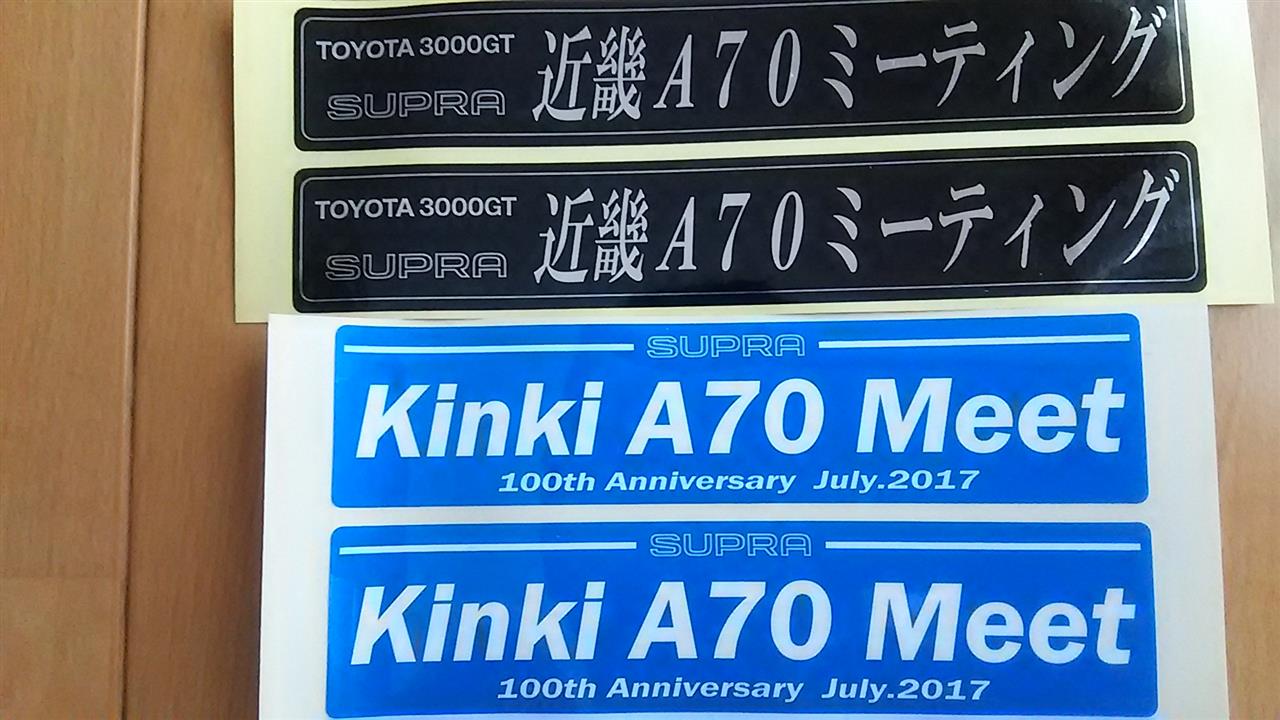 TOYOTA 3000GT
SUPRA
近畿A70ミーティング
TOYOTA 3000GT
SUPRA
近畿A70ミーティング
SUPRA
Kinki A70 Meet
100th Anniversary July.2017
SUPRA
Kinki A70 Meet
100th Anniversary July.2017